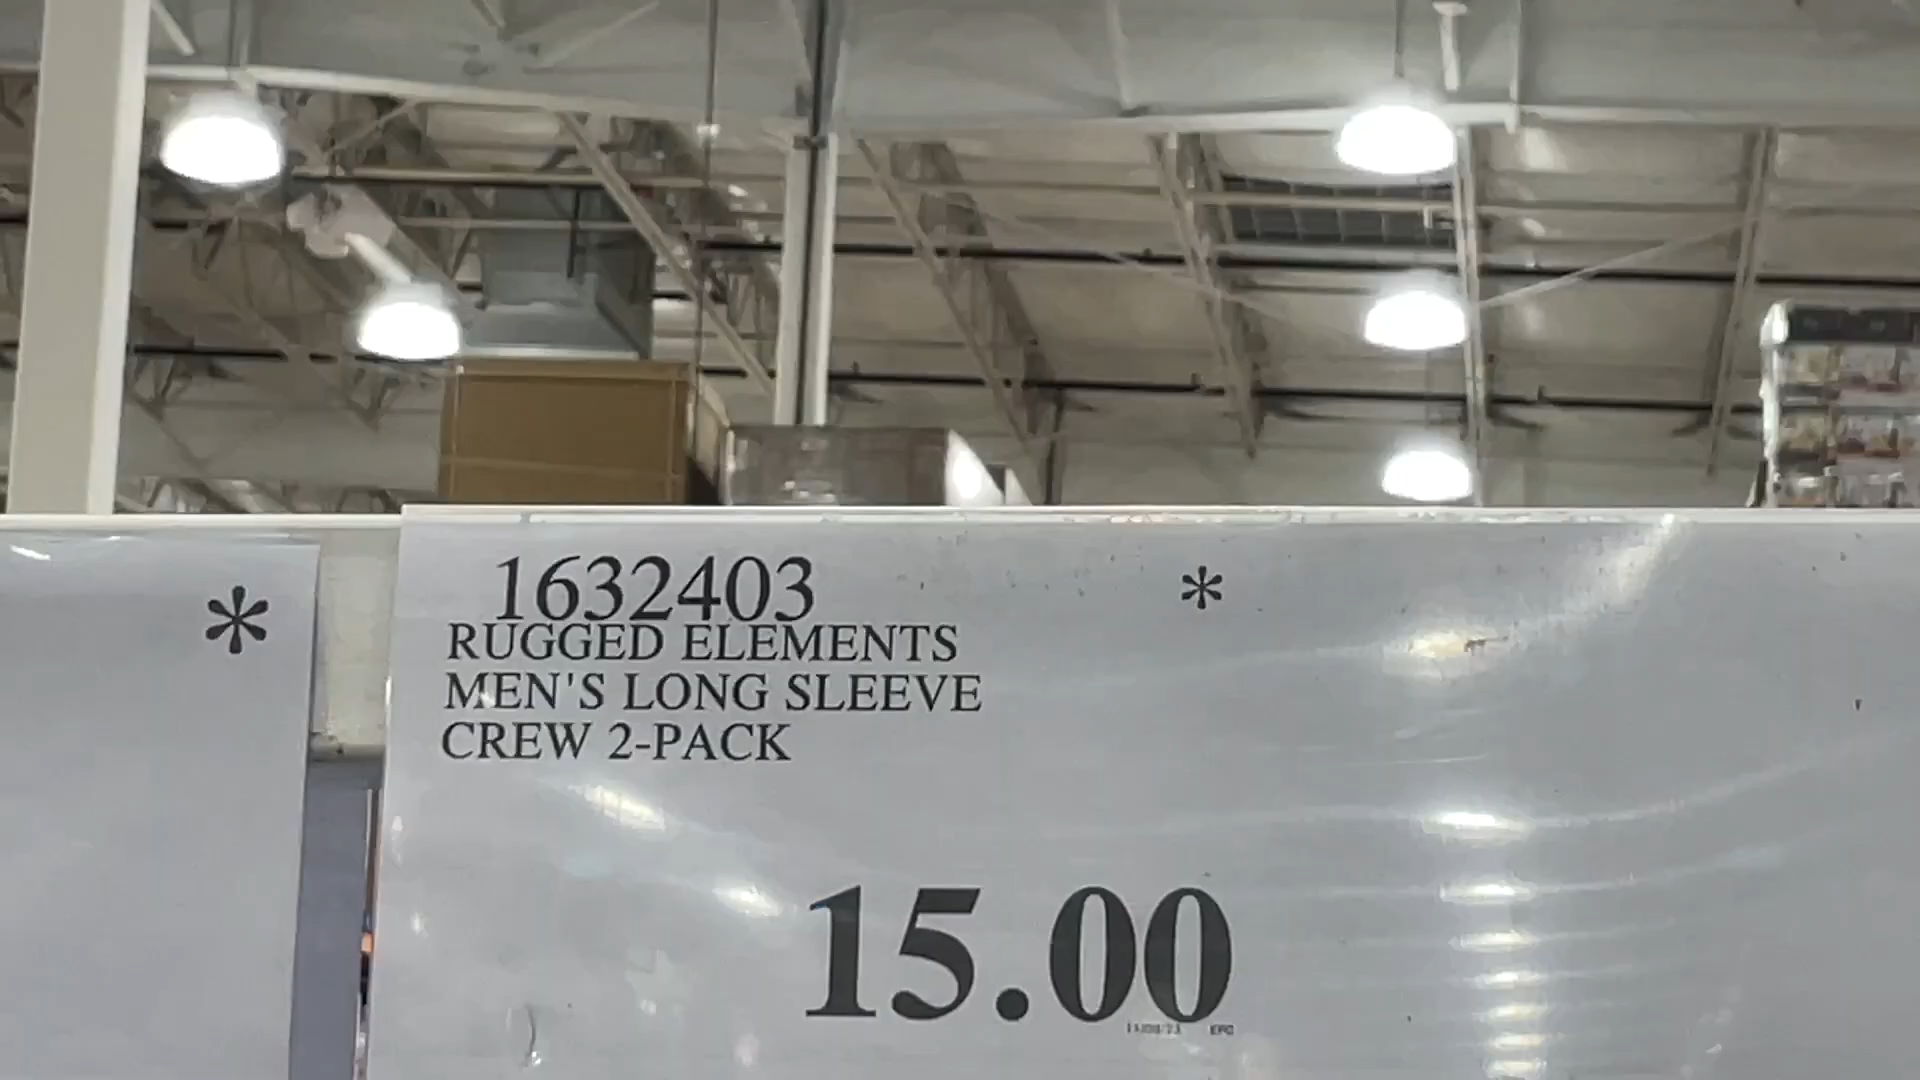 *
1632403 *
RUGGED ELEMENTS
MEN'S LONG SLEEVE
CREW 2-PACK
15.00